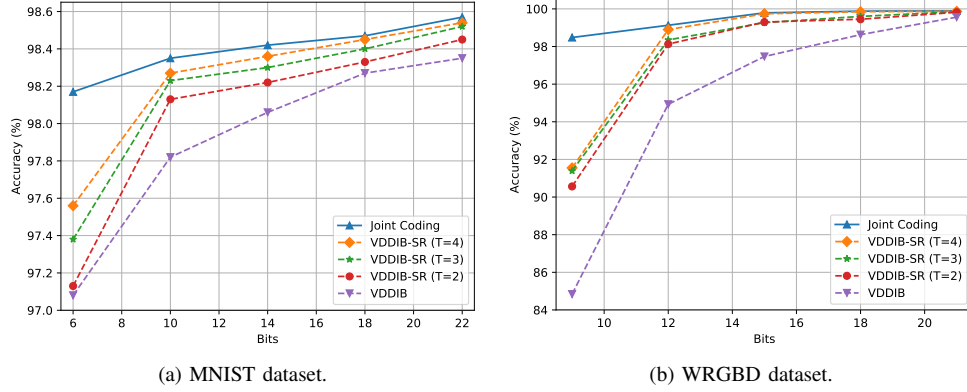 98.6
98.4
98.2
98.0
97.8
97.6
97.4
97.2
97.0
Accuracy (%)
6 8 10 12 14 16 18 20 22
Bits
Joint Coding
VDDIB-SR (T=4)
VDDIB-SR (T=3)
VDDIB-SR (T=2)
VDDIB
(a) MNIST dataset.
100
98
96
94
92
90
88
86
84
Accuracy (%)
10 12 14 16 18 20
Bits
Joint Coding
VDDIB-SR (T=4)
VDDIB-SR (T=3)
VDDIB-SR (T=2)
VDDIB
(b) WRGBD dataset.